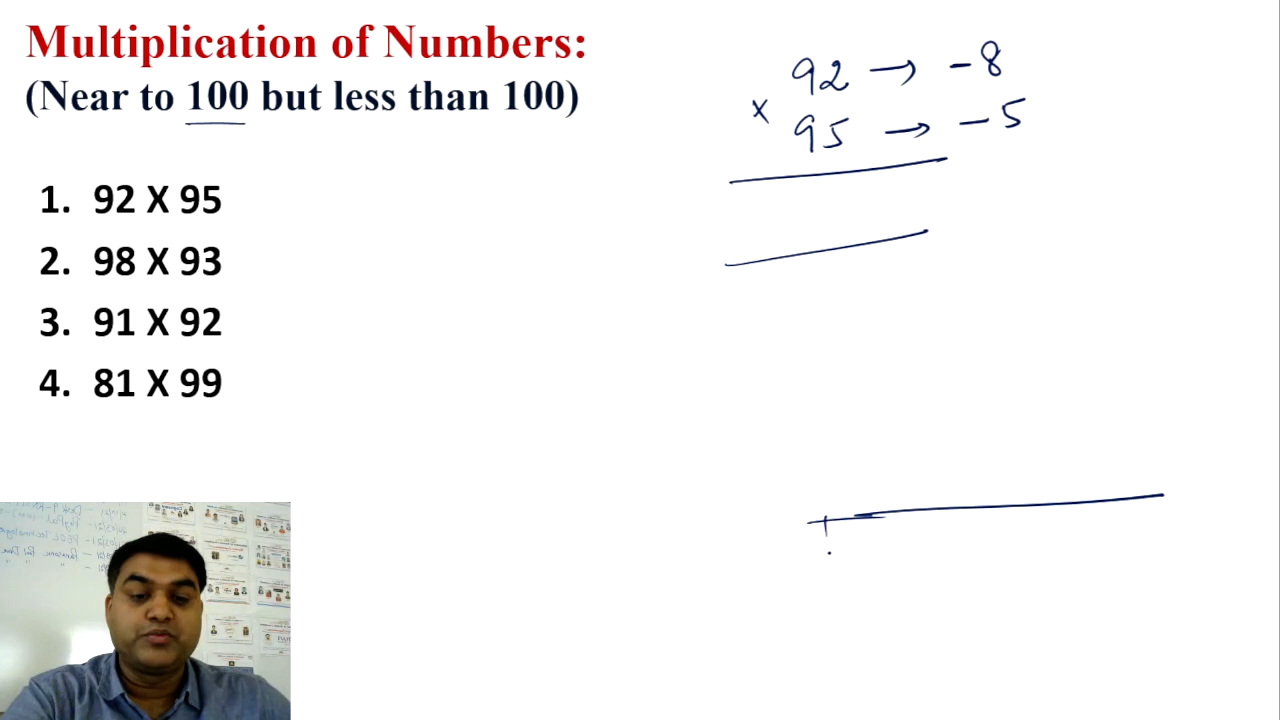 Multiplication of Numbers:
(Near to 100 but less than 100)
1. 92 X 95
2. 98 X 93
3. 91 X 92
4. 81 X 99
92 → -8
x
95 → -5